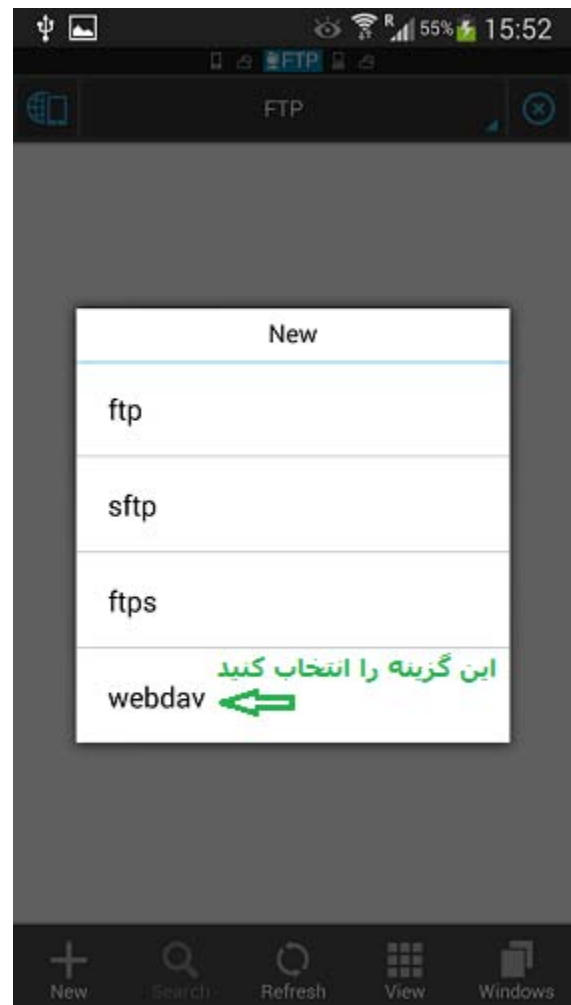 R 55% 15:52
FTP
FTP
New
ftp
sftp
ftps
این گزینه را انتخاب کنید
webdav
New Search Refresh View Windows